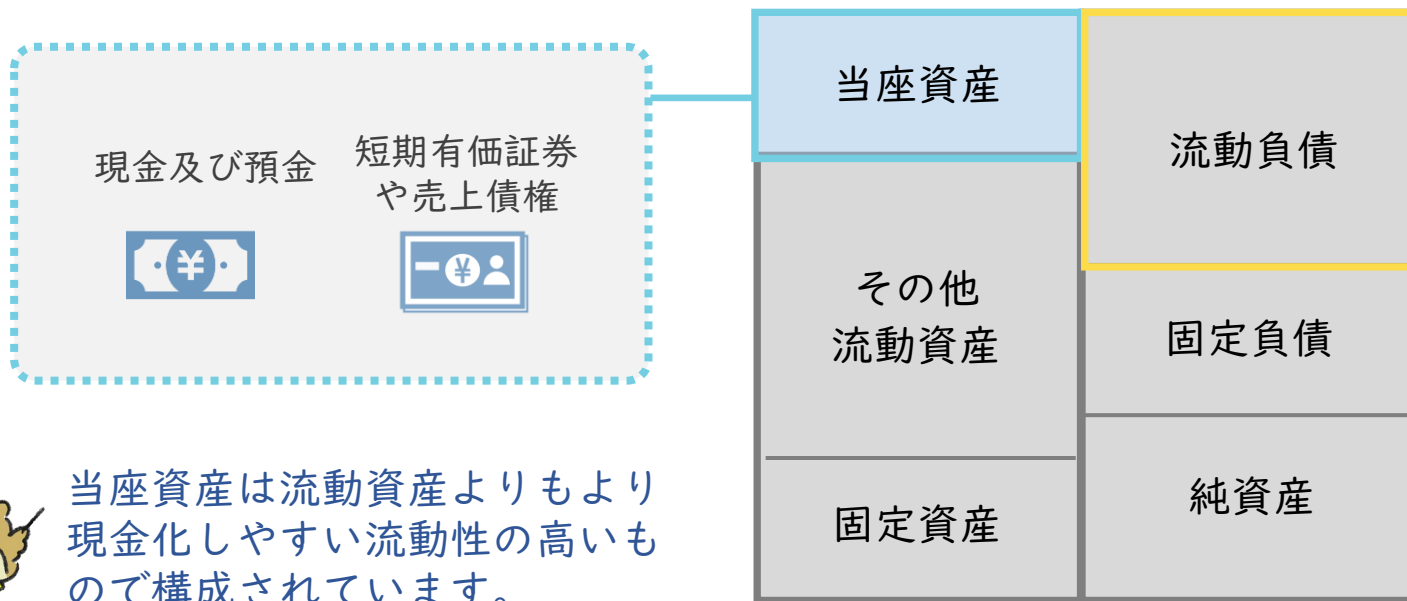 現金及び預金
短期有価証券
や売上債権
当座資産
流動負債
その他
流動資産
固定負債
固定資産
純資産
当座資産は流動資産よりもより
現金化しやすい流動性の高いも
ので構成されています。